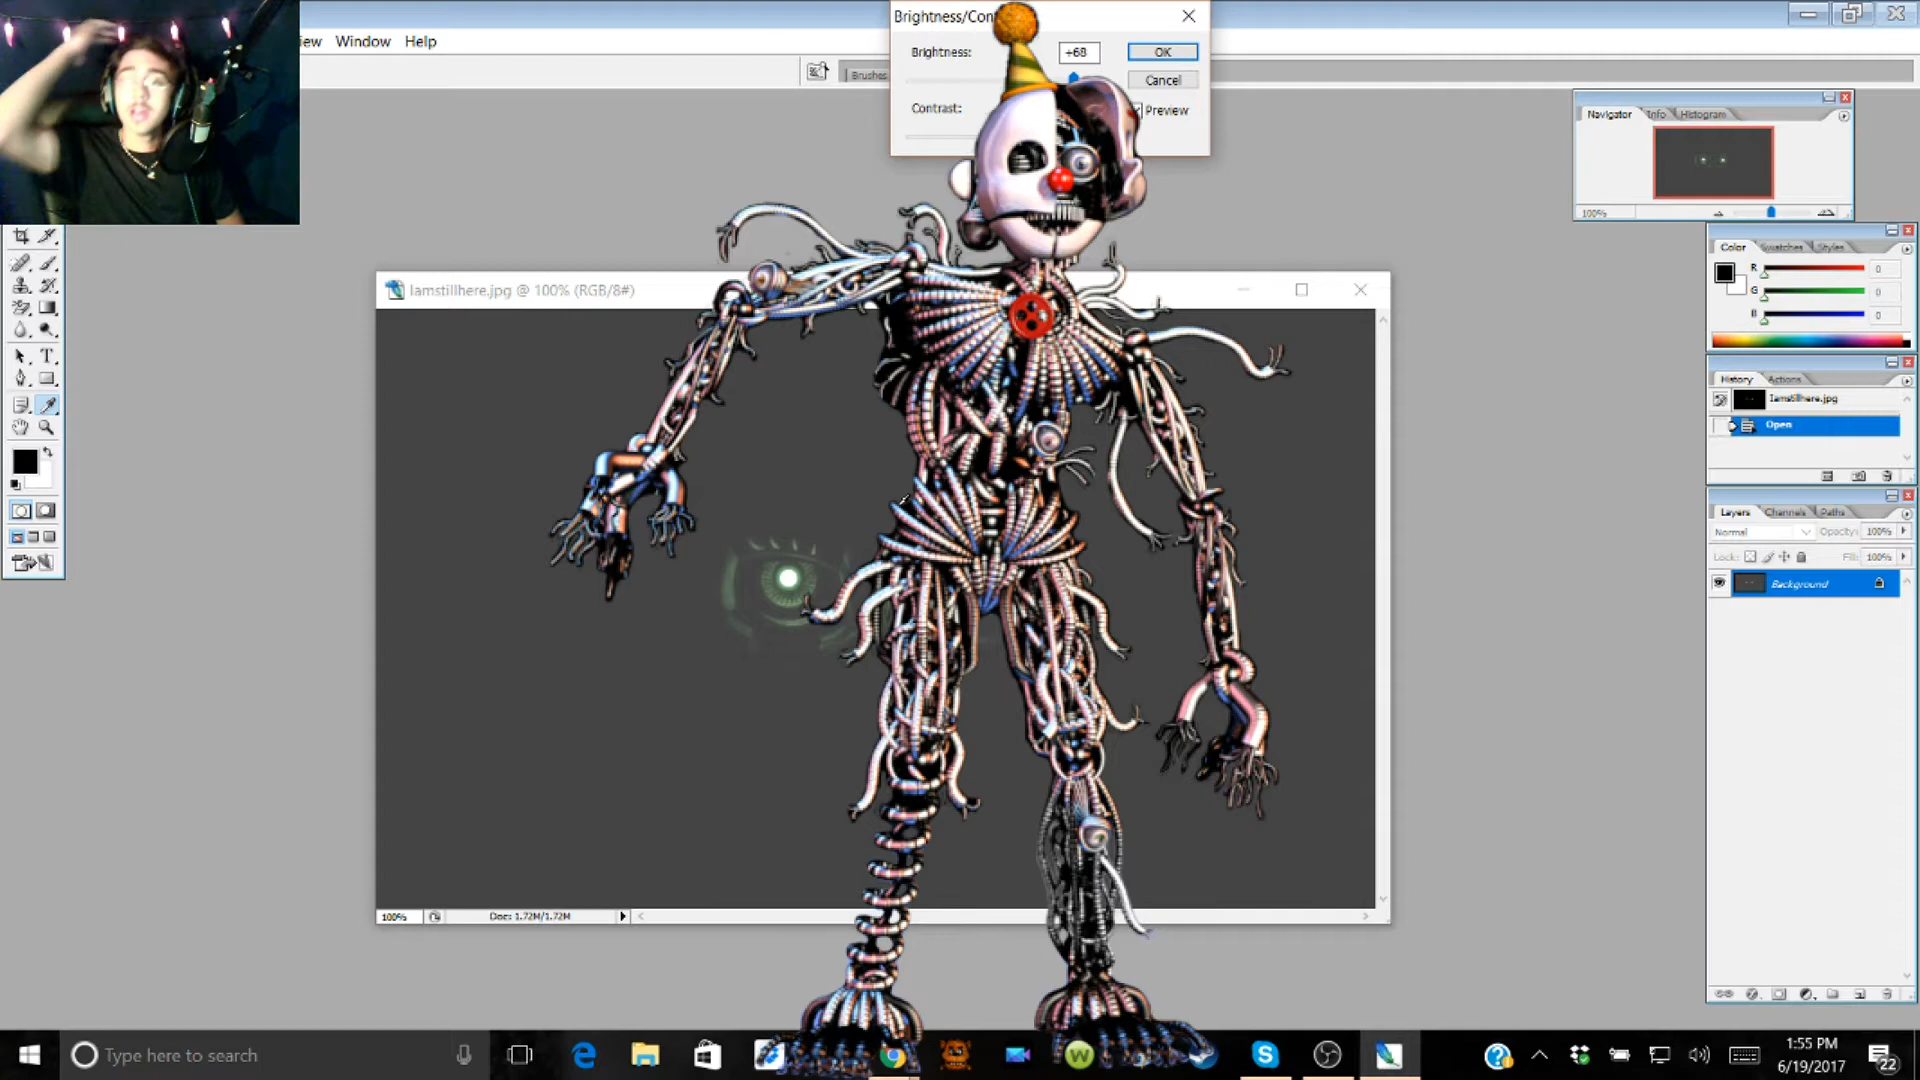 iew Window Help
Brightness/Con
Brightness: +68 OK
Cancel
Contrast:
Preview
Brushes
Navigator Info Histogram
100%
Iamstillhere.jpg @ 100% (RGB/8#)
Color Swatches Styles
R 0
G 0
B 0
History Actions
Iamstillhere.jpg
Open
Layers Channels Paths
Normal Opacity: 100%
Lock: Fill: 100%
Background
100% Doc: 1.72M/1.72M
Type here to search
1:55 PM
6/19/2017
22